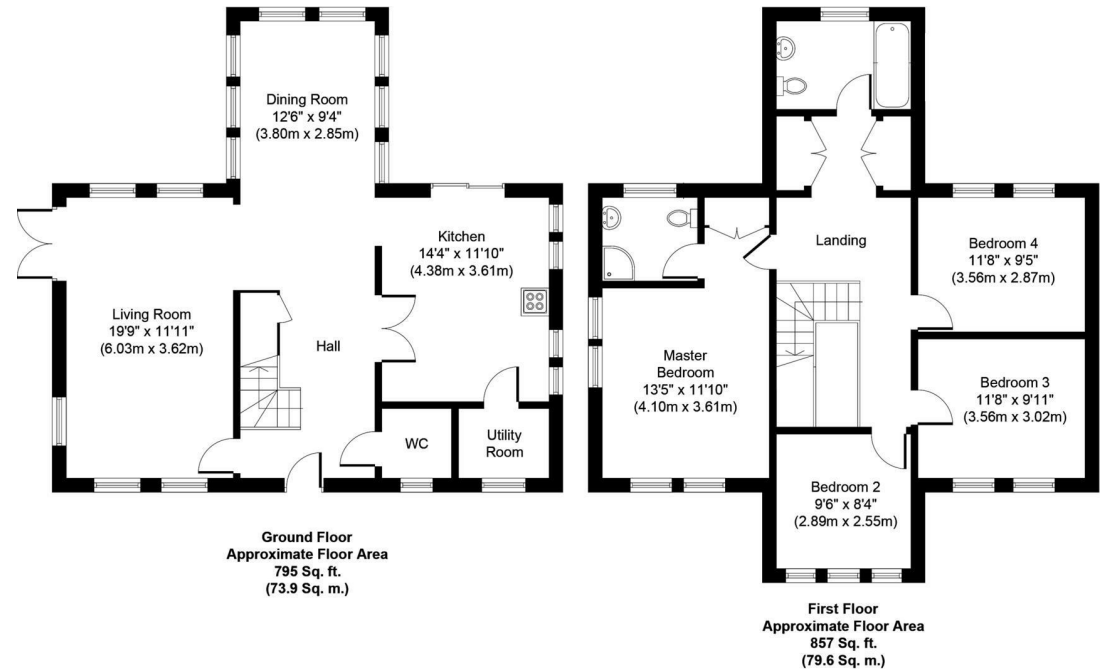 Dining Room
12'6" x 9'4"
(3.80m x 2.85m)
Kitchen
14'4" x 11'10"
(4.38m x 3.61m)
Living Room
19'9" x 11'11"
(6.03m x 3.62m)
Hall
WC
Utility
Room
Ground Floor
Approximate Floor Area
795 Sq. ft.
(73.9 Sq. m.)
Landing
Bedroom 4
11'8" x 9'5"
(3.56m x 2.87m)
Master
Bedroom
13'5" x 11'10"
(4.10m x 3.61m)
Bedroom 3
11'8" x 9'11"
(3.56m x 3.02m)
Bedroom 2
9'6" x 8'4"
(2.89m x 2.55m)
First Floor
Approximate Floor Area
857 Sq. ft.
(79.6 Sq. m.)